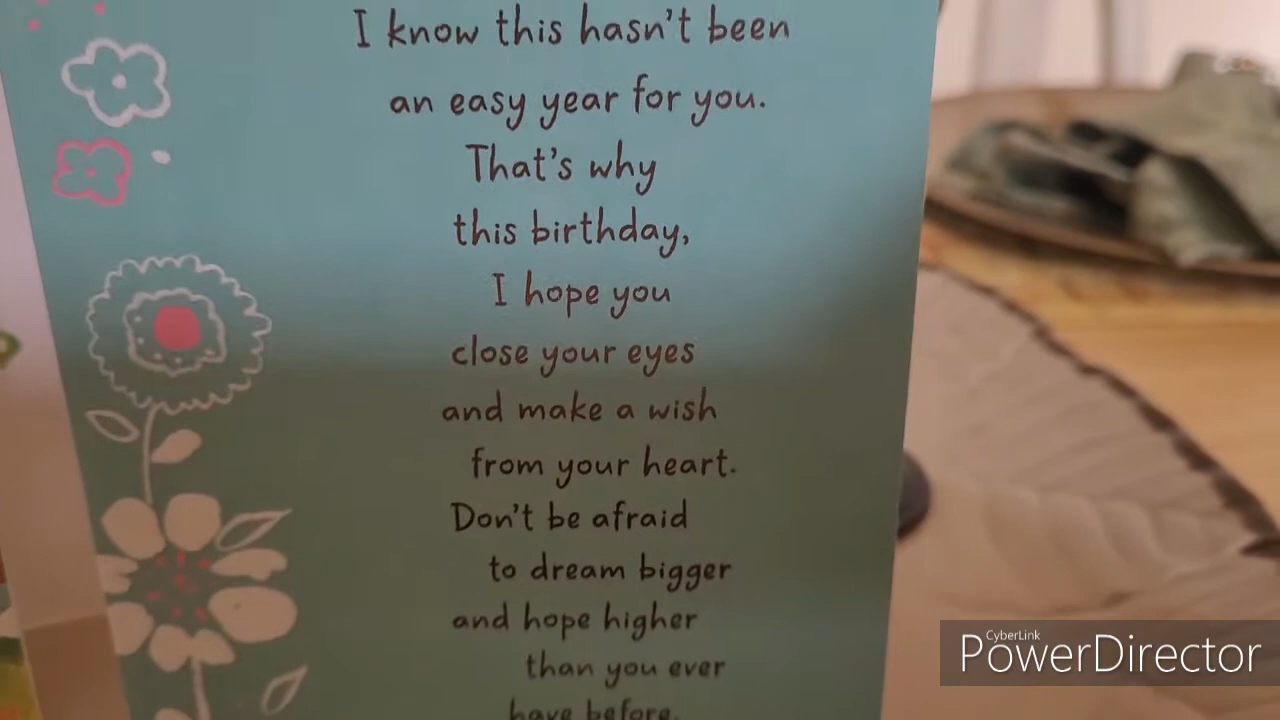 I know this hasn't been
an easy year for you.
That's why
this birthday,
I hope you
close your eyes
and make a wish
from your heart.
Don't be afraid
to dream bigger
and hope higher
than you ever
have before.
CyberLink
PowerDirector